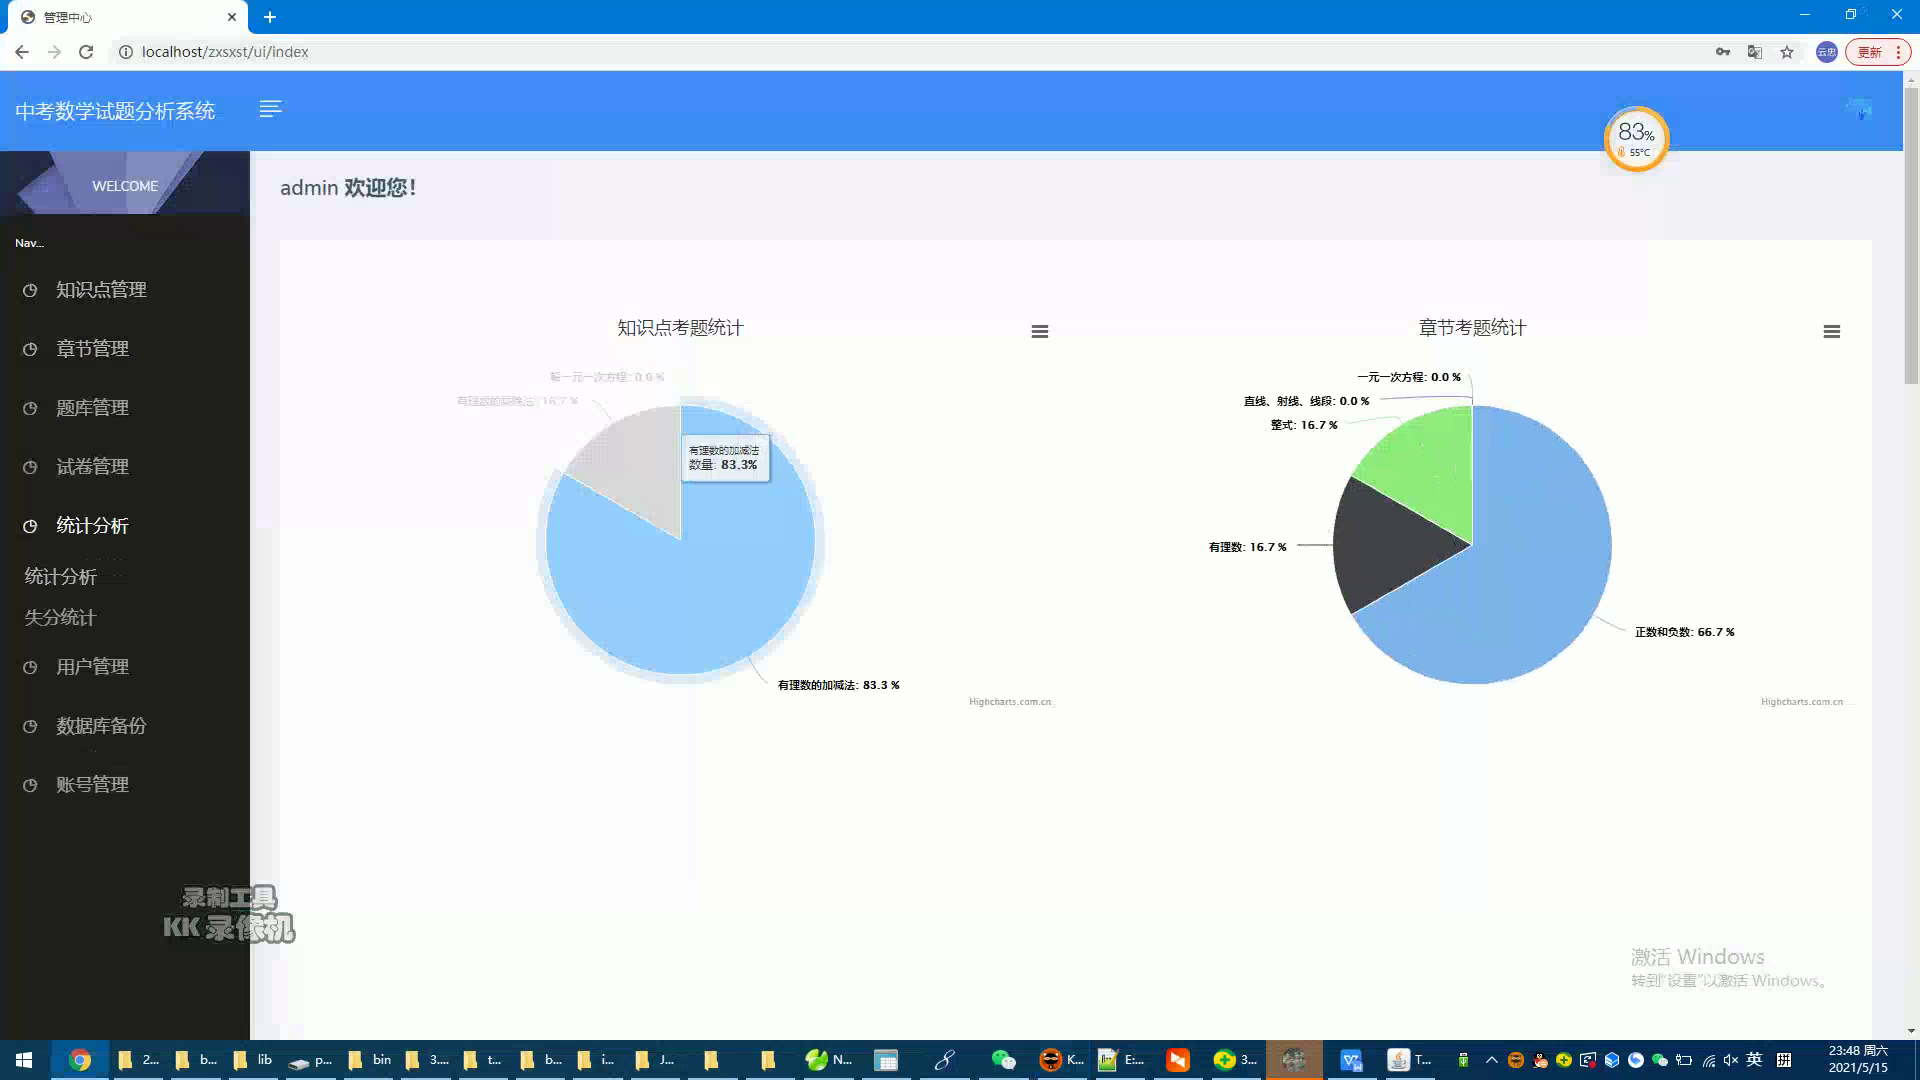 管理中心
localhost/zxsxst/ui/index
云忠
更新
中考数学试题分析系统
83%
55°C
WELCOME
admin 欢迎您!
Nav...
知识点管理
章节管理
题库管理
试卷管理
统计分析
统计分析
失分统计
用户管理
数据库备份
账号管理
知识点考题统计
解一元一次方程: 0.0 %
有理数的乘除法: 16.7 %
有理数的加减法
数量: 83.3%
有理数的加减法: 83.3 %
Highcharts.com.cn
章节考题统计
一元一次方程: 0.0 %
直线、射线、线段: 0.0 %
整式: 16.7 %
有理数: 16.7 %
正数和负数: 66.7 %
Highcharts.com.cn
录制工具
KK 录像机
激活 Windows
转到"设置"以激活 Windows。
2...
b...
lib
p...
bin
3....
t...
b...
i...
J...
N...
K...
E:...
3...
T...
英
拼
23:48 周六
2021/5/15